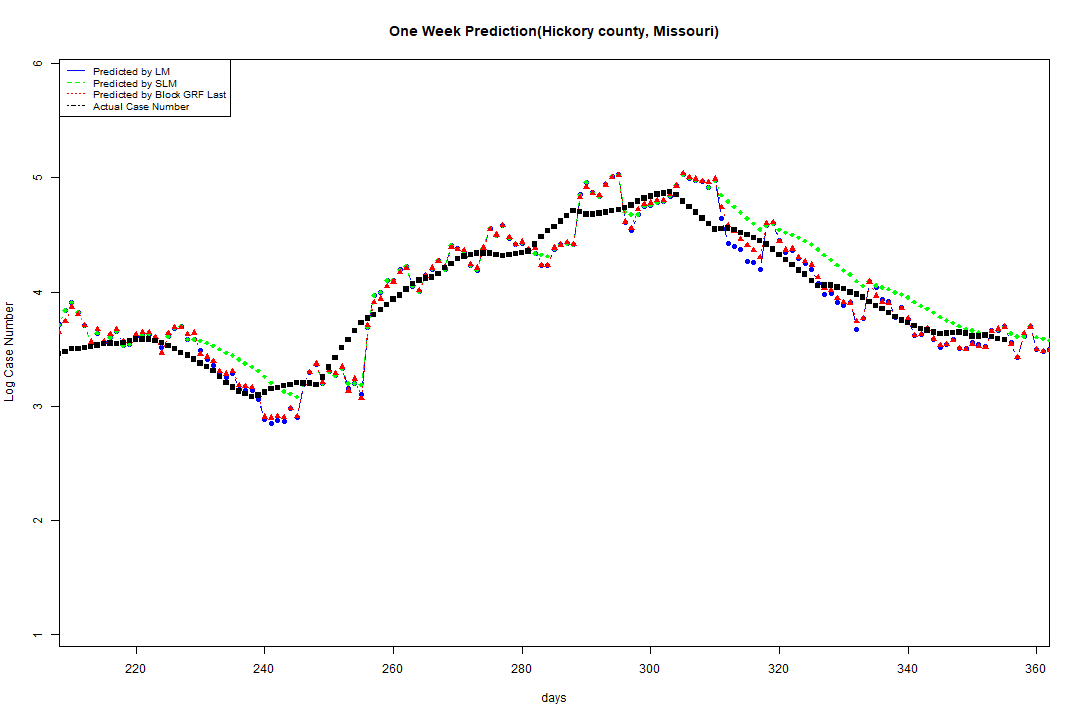 One Week Prediction(Hickory county, Missouri)
Predicted by LM
Predicted by SLM
Predicted by Block GRF Last
Actual Case Number
6
5
4
3
2
1
Log Case Number
220 240 260 280 300 320 340 360
days